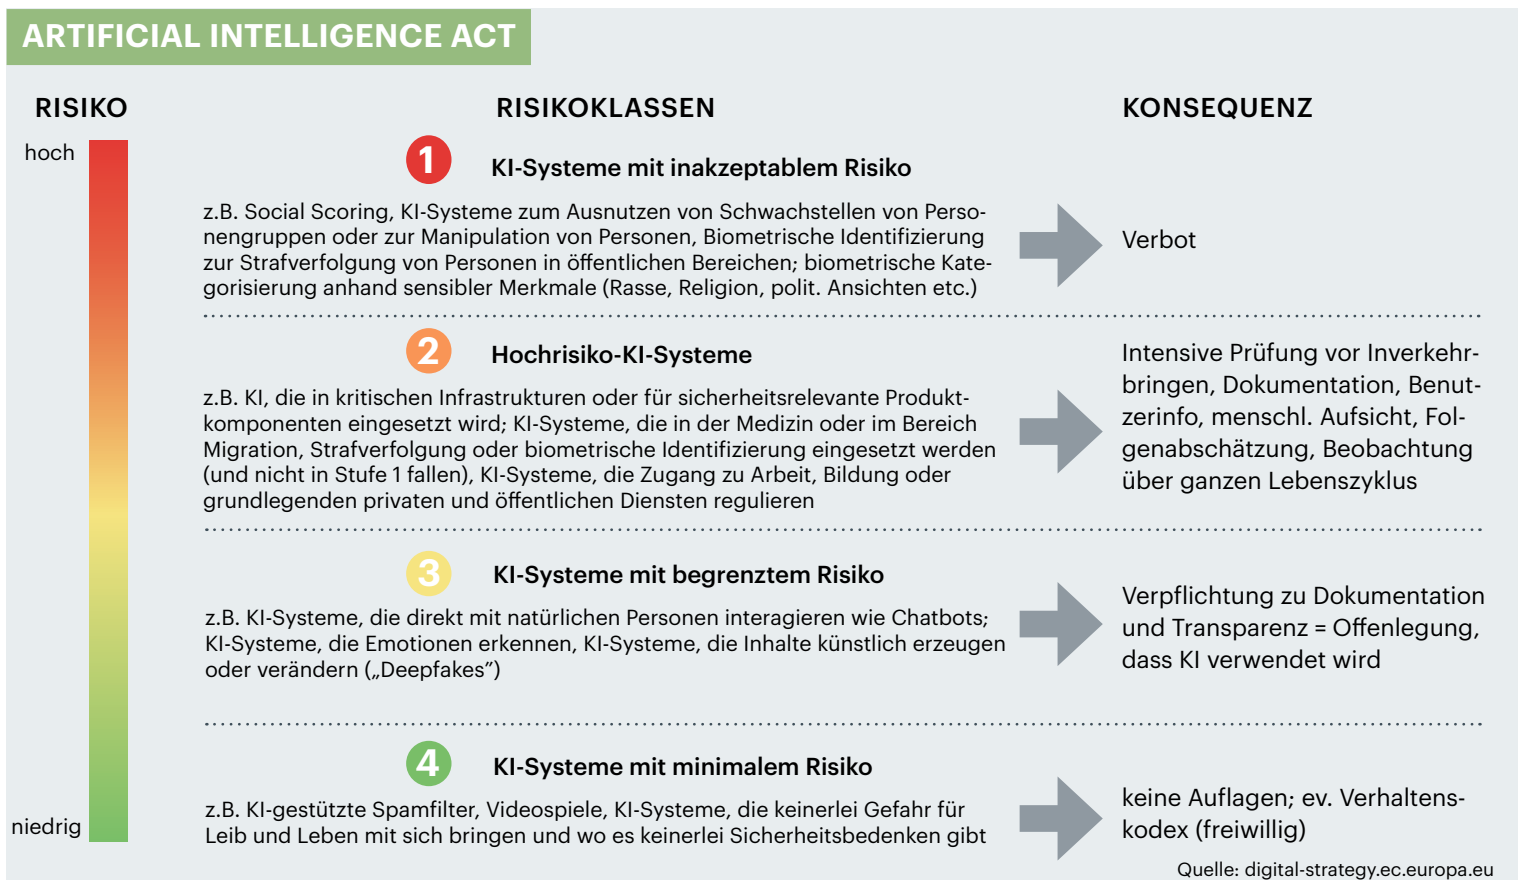 ARTIFICIAL INTELLIGENCE ACT
RISIKO
RISIKOKLASSEN
KONSEQUENZ
hoch
1
KI-Systeme mit inakzeptablem Risiko
z.B. Social Scoring, KI-Systeme zum Ausnutzen von Schwachstellen von Perso-
nengruppen oder zur Manipulation von Personen, Biometrische Identifizierung
zur Strafverfolgung von Personen in öffentlichen Bereichen; biometrische Kate-
gorisierung anhand sensibler Merkmale (Rasse, Religion, polit. Ansichten etc.)
Verbot
2
Hochrisiko-KI-Systeme
z.B. KI, die in kritischen Infrastrukturen oder für sicherheitsrelevante Produkt-
komponenten eingesetzt wird; KI-Systeme, die in der Medizin oder im Bereich
Migration, Strafverfolgung oder biometrische Identifizierung eingesetzt werden
(und nicht in Stufe 1 fallen), KI-Systeme, die Zugang zu Arbeit, Bildung oder
grundlegenden privaten und öffentlichen Diensten regulieren
Intensive Prüfung vor Inverkehr-
bringen, Dokumentation, Benut-
zerinfo, menschl. Aufsicht, Fol-
genabschätzung, Beobachtung
über ganzen Lebenszyklus
3
KI-Systeme mit begrenztem Risiko
z.B. KI-Systeme, die direkt mit natürlichen Personen interagieren wie Chatbots;
KI-Systeme, die Emotionen erkennen, KI-Systeme, die Inhalte künstlich erzeugen
oder verändern („Deepfakes”)
Verpflichtung zu Dokumentation
und Transparenz = Offenlegung,
dass KI verwendet wird
4
KI-Systeme mit minimalem Risiko
z.B. KI-gestützte Spamfilter, Videospiele, KI-Systeme, die keinerlei Gefahr für
Leib und Leben mit sich bringen und wo es keinerlei Sicherheitsbedenken gibt
keine Auflagen; ev. Verhaltens-
kodex (freiwillig)
niedrig
Quelle: digital-strategy.ec.europa.eu